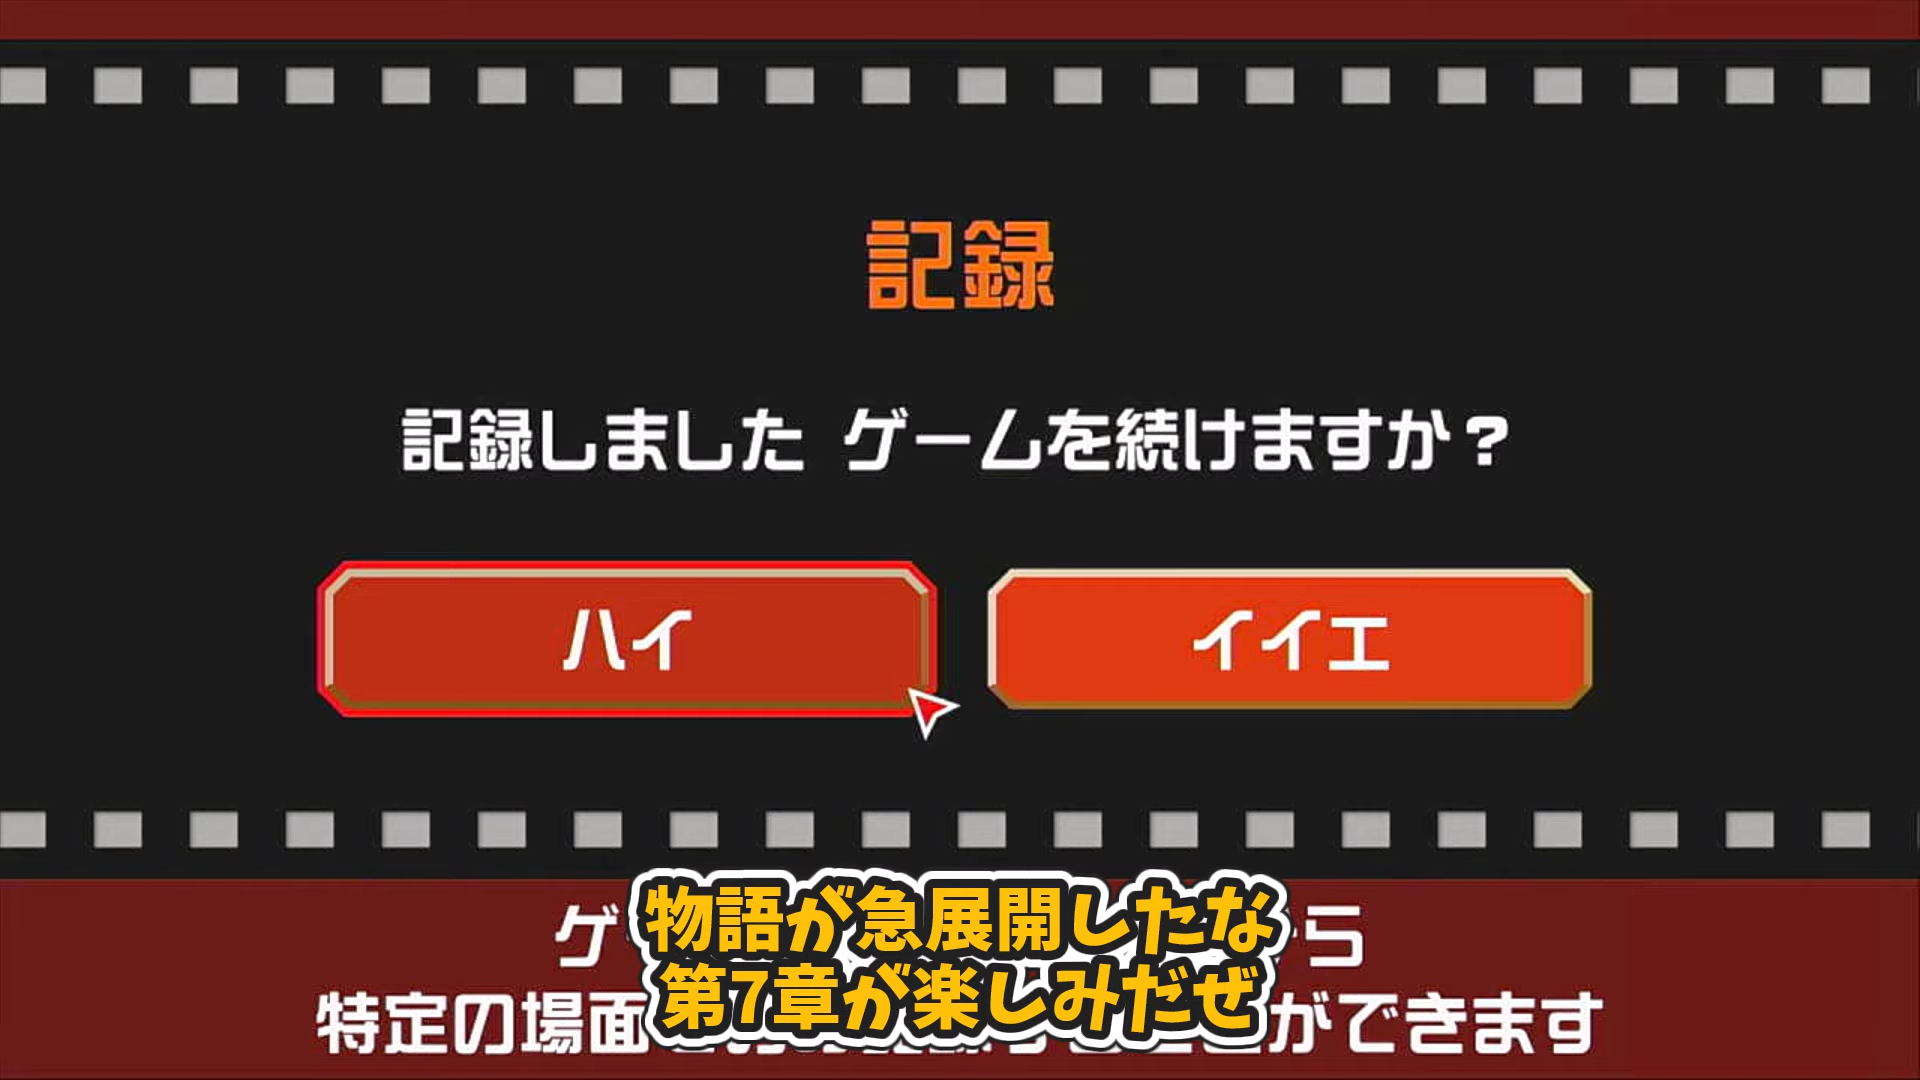 記録
記録しました ゲームを続けますか？
ハイ
イイエ
物語が急展開したな
第7章が楽しみだぜ
ゲ ら
特定の場面 ができます